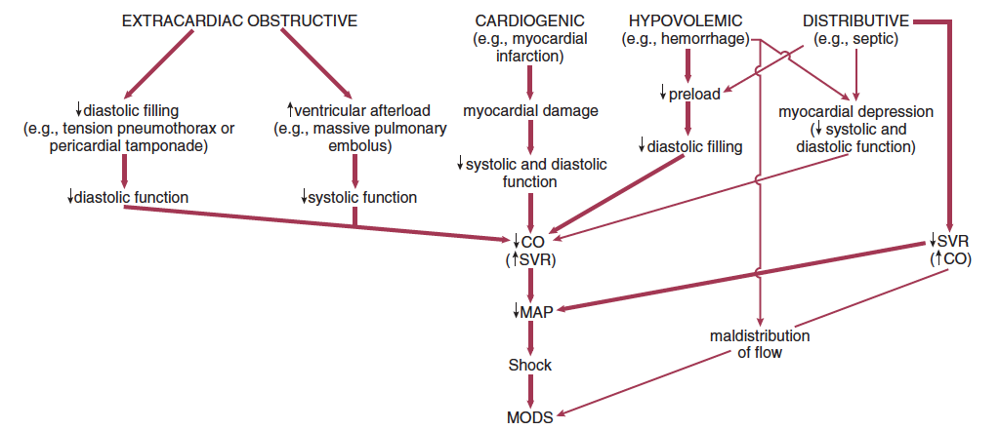 EXTRACARDIAC OBSTRUCTIVE
CARDIOGENIC
(e.g., myocardial
infarction)
HYPOVOLEMIC
(e.g., hemorrhage)
DISTRIBUTIVE
(e.g., septic)
↓diastolic filling
(e.g., tension pneumothorax or
pericardial tamponade)
↑ventricular afterload
(e.g., massive pulmonary
embolus)
myocardial damage
↓preload
myocardial depression
(↓systolic and
diastolic function)
↓diastolic filling
↓systolic and diastolic
function
↓diastolic function
↓systolic function
↓CO
(↑SVR)
↓SVR
(↑CO)
↓MAP
maldistribution
of flow
Shock
MODS